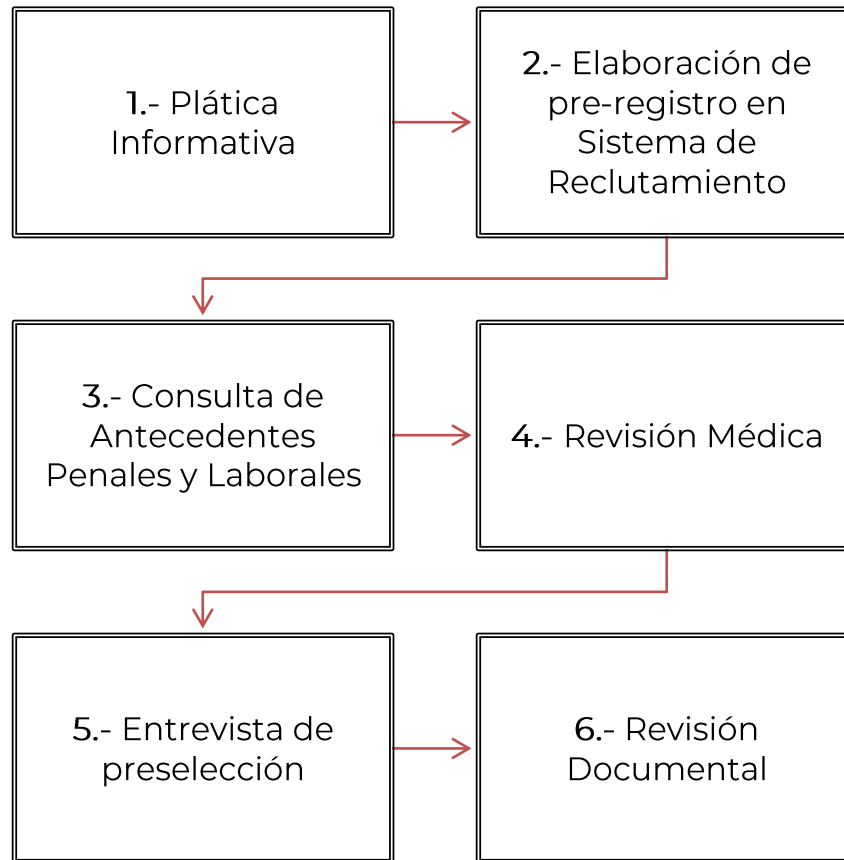 1.- Plática
Informativa
2.- Elaboración de
pre-registro en
Sistema de
Reclutamiento
3.- Consulta de
Antecedentes
Penales y Laborales
4.- Revisión Médica
5.- Entrevista de
preselección
6.- Revisión
Documental